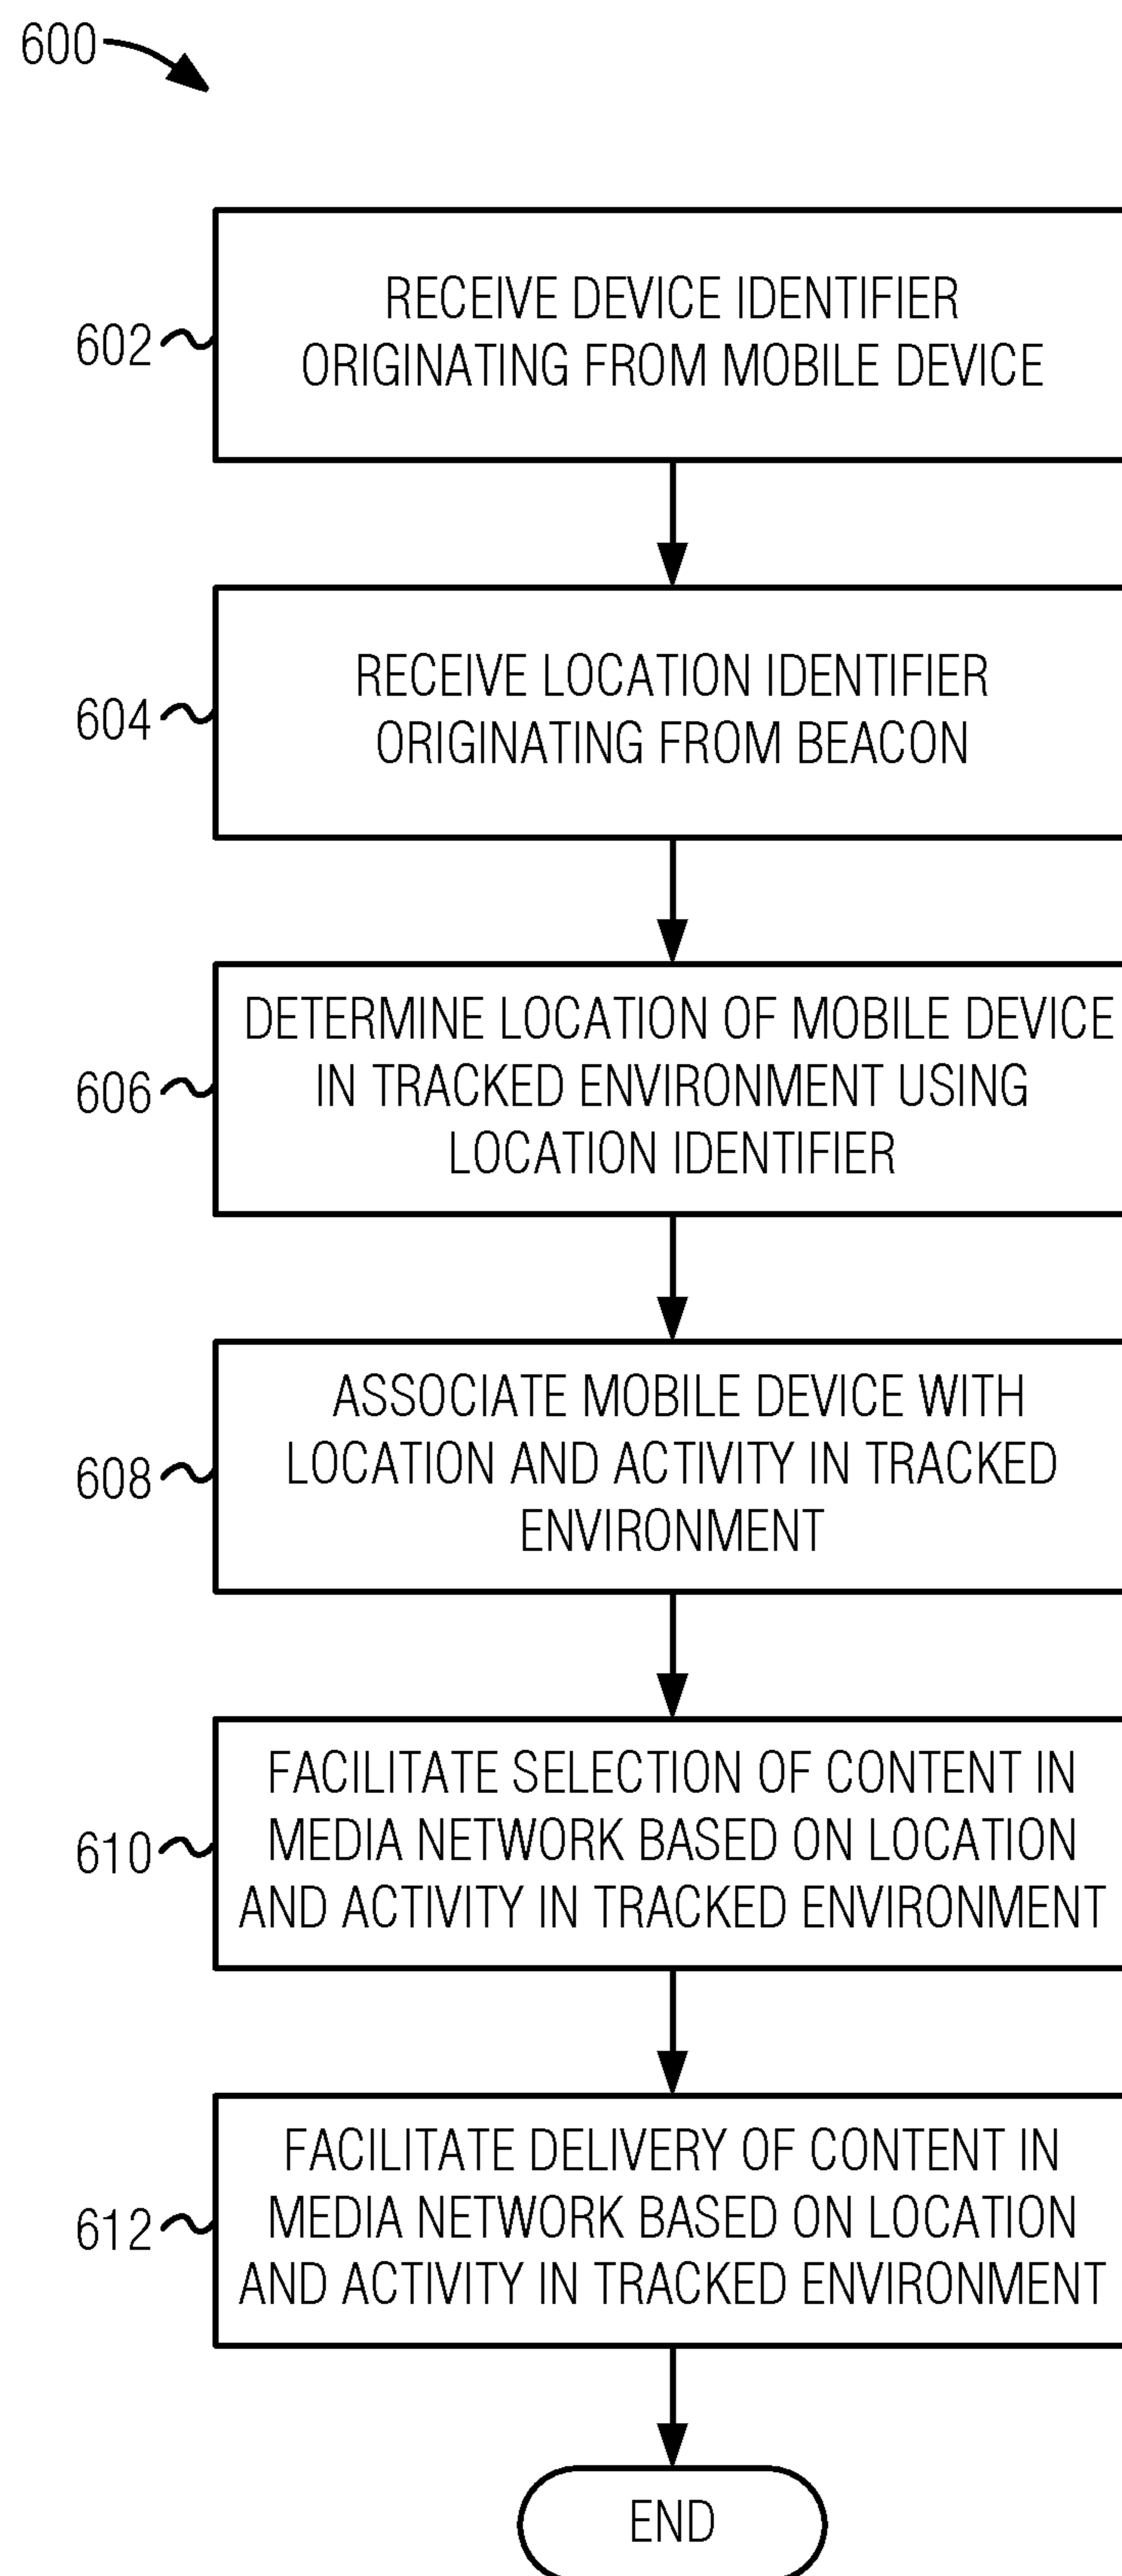 600
602
RECEIVE DEVICE IDENTIFIER
ORIGINATING FROM MOBILE DEVICE
604
RECEIVE LOCATION IDENTIFIER
ORIGINATING FROM BEACON
606
DETERMINE LOCATION OF MOBILE DEVICE
IN TRACKED ENVIRONMENT USING
LOCATION IDENTIFIER
608
ASSOCIATE MOBILE DEVICE WITH
LOCATION AND ACTIVITY IN TRACKED
ENVIRONMENT
610
FACILITATE SELECTION OF CONTENT IN
MEDIA NETWORK BASED ON LOCATION
AND ACTIVITY IN TRACKED ENVIRONMENT
612
FACILITATE DELIVERY OF CONTENT IN
MEDIA NETWORK BASED ON LOCATION
AND ACTIVITY IN TRACKED ENVIRONMENT
END